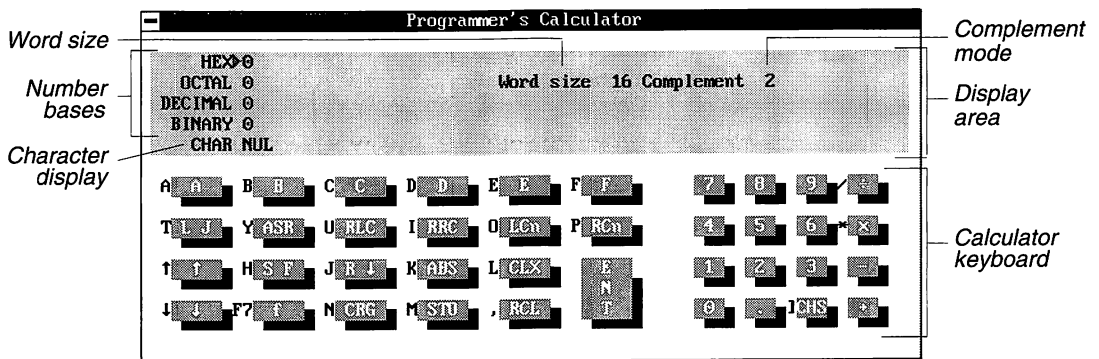 Programmer's Calculator
Word size
Complement mode
HEX 0
Number bases
OCTAL 0
Word size 16 Complement 2
DECIMAL 0
Display area
BINARY 0
Character display
CHAR NUL
A A B B C C D D E E F F 7 8 9 / ÷
T L J Y ASR U RLC I RRC O LCn P RCn 4 5 6 * ×
Calculator keyboard
↑ ↑ H S F J R ↓ K ABS L CLX ENT 1 2 3 -
↓ ↓ F7 f N CRG M STO , RCL 0 . ] CHS +